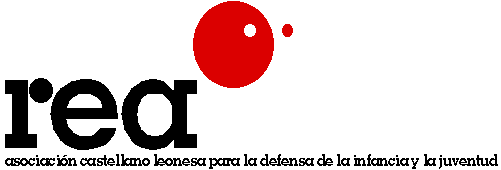 rea
asociación castellano leonesa para la defensa de la infancia y la juventud